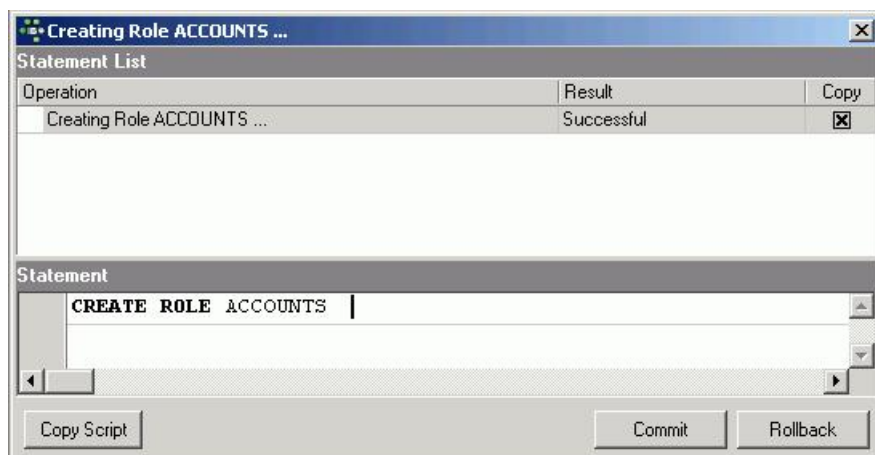 Creating Role ACCOUNTS ...
Statement List
Operation Result Copy
Creating Role ACCOUNTS ... Successful
Statement
CREATE ROLE ACCOUNTS
Copy Script Commit Rollback